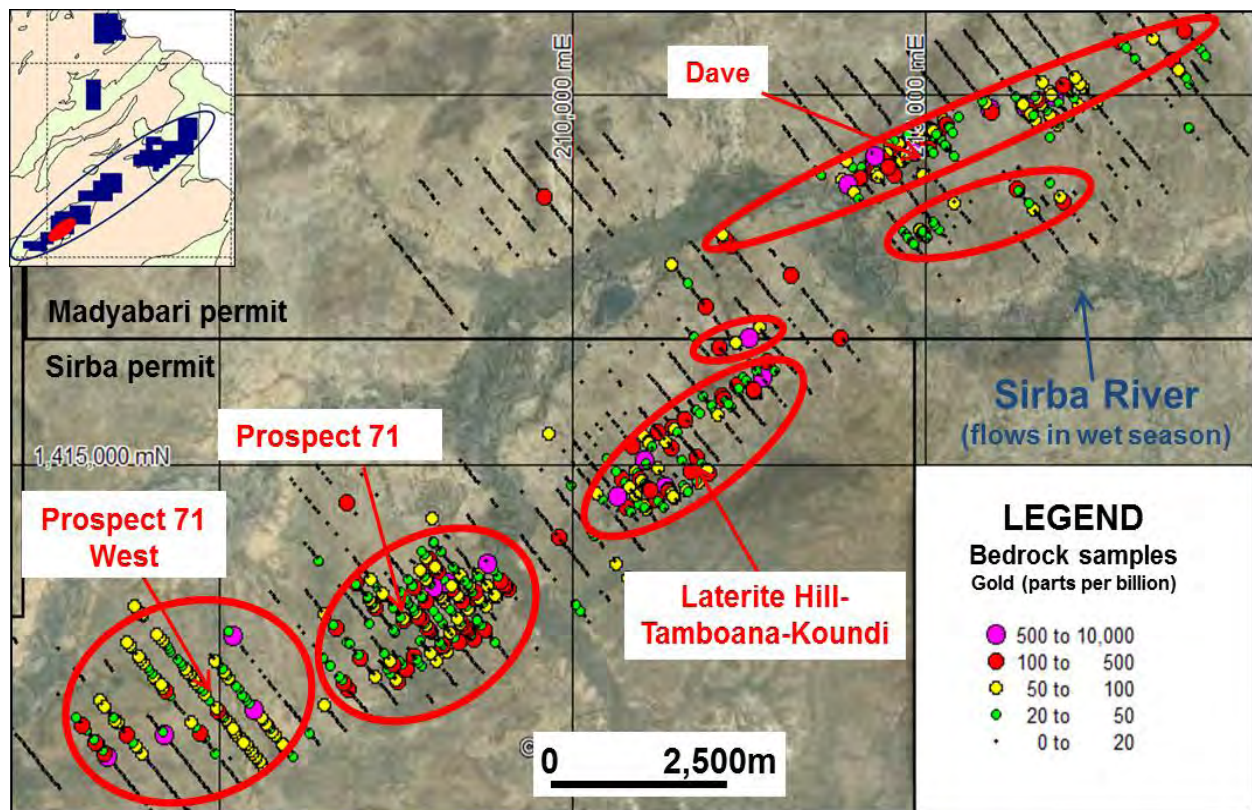 210,000 mE
213,000 mE
Dave
Madyabari permit
Sirba permit
Sirba River
(flows in wet season)
Prospect 71
1,415,000 mN
Prospect 71
West
Laterite Hill-
Tamboana-Koundi
LEGEND
Bedrock samples
Gold (parts per billion)
500 to 10,000
100 to 500
50 to 100
20 to 50
0 to 20
©
0 2,500m